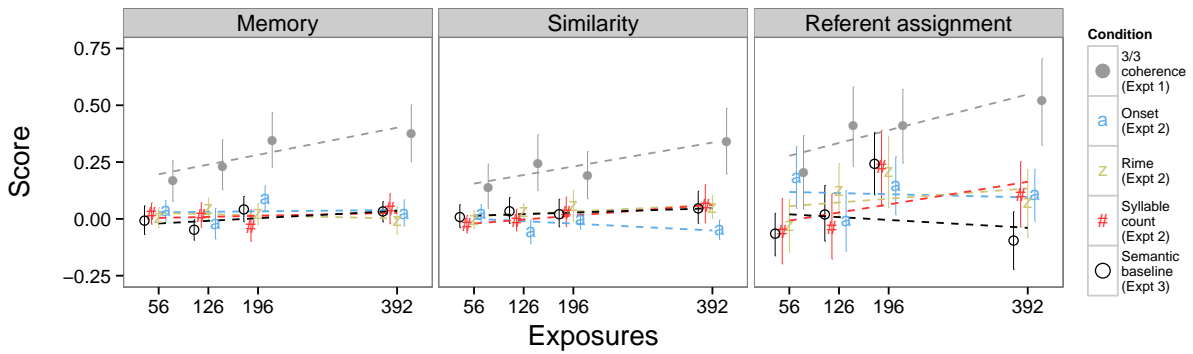 Memory
Similarity
Referent assignment
Score
0.75
0.50
0.25
0.00
−0.25
56 126 196 392
56 126 196 392
56 126 196 392
Exposures
Condition
3/3
coherence
(Expt 1)
a
Onset
(Expt 2)
z
Rime
(Expt 2)
#
Syllable
count
(Expt 2)
Semantic
baseline
(Expt 3)